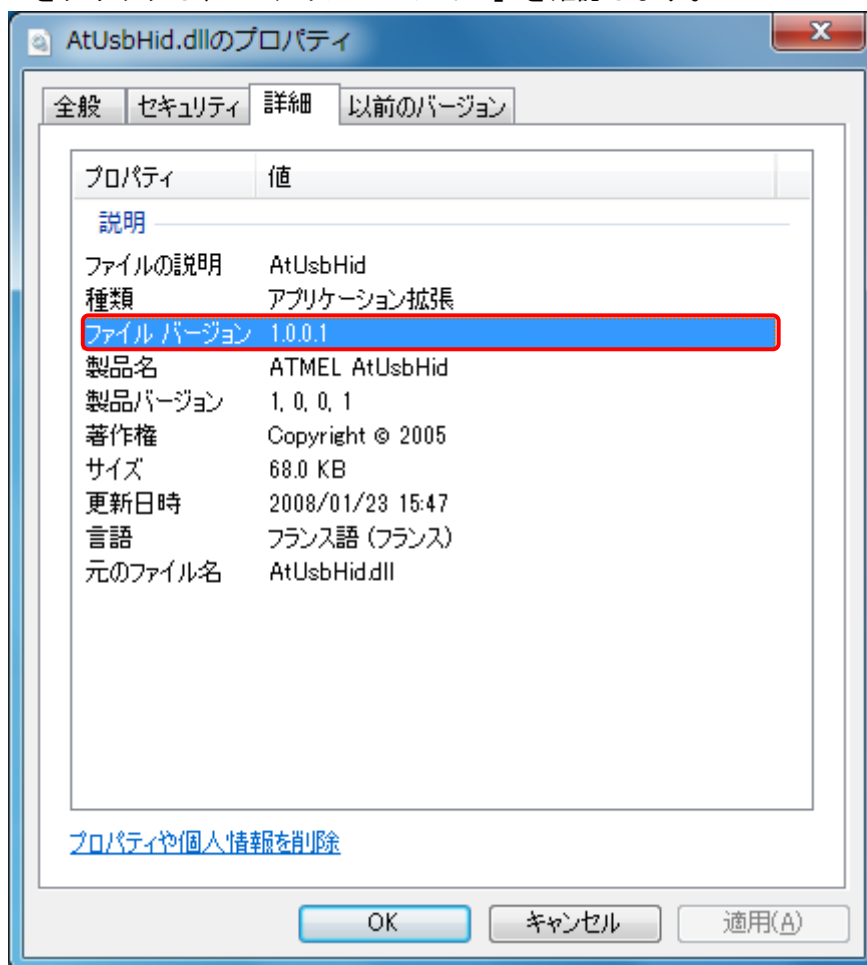 AtUsbHid.dllのプロパティ
全般 セキュリティ 詳細 以前のバージョン
プロパティ 値
説明
ファイルの説明 AtUsbHid
種類 アプリケーション拡張
ファイル バージョン 1.0.0.1
製品名 ATMEL AtUsbHid
製品バージョン 1, 0, 0, 1
著作権 Copyright © 2005
サイズ 68.0 KB
更新日時 2008/01/23 15:47
言語 フランス語 (フランス)
元のファイル名 AtUsbHid.dll
プロパティや個人情報を削除
OK キャンセル 適用(A)